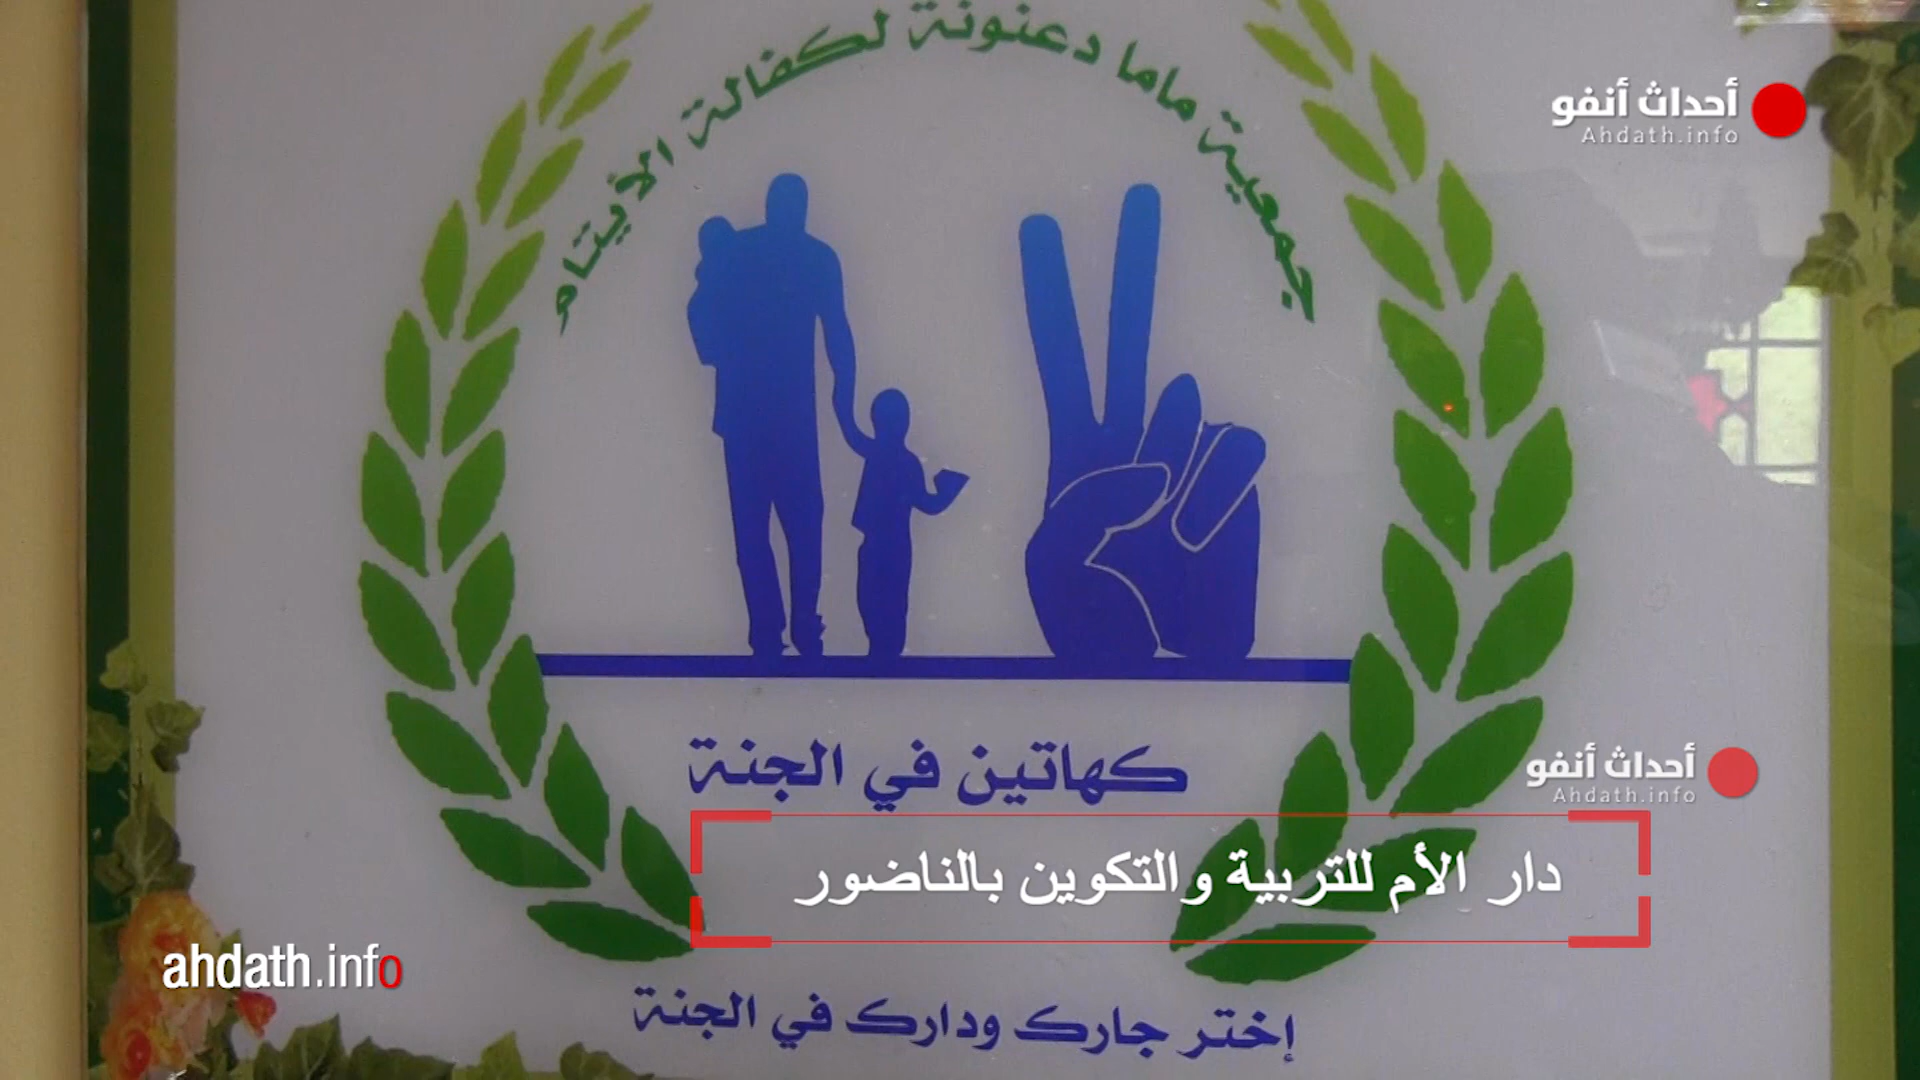 جمعية ماما دعنونة لكفالة الأيتام
أحداث أنفو
Ahdath.info
كهاتين في الجنة
أحداث أنفو
Ahdath.info
دار الأم للتربية والتكوين بالناضور
ahdath.info
إختر جارك ودارك في الجنة